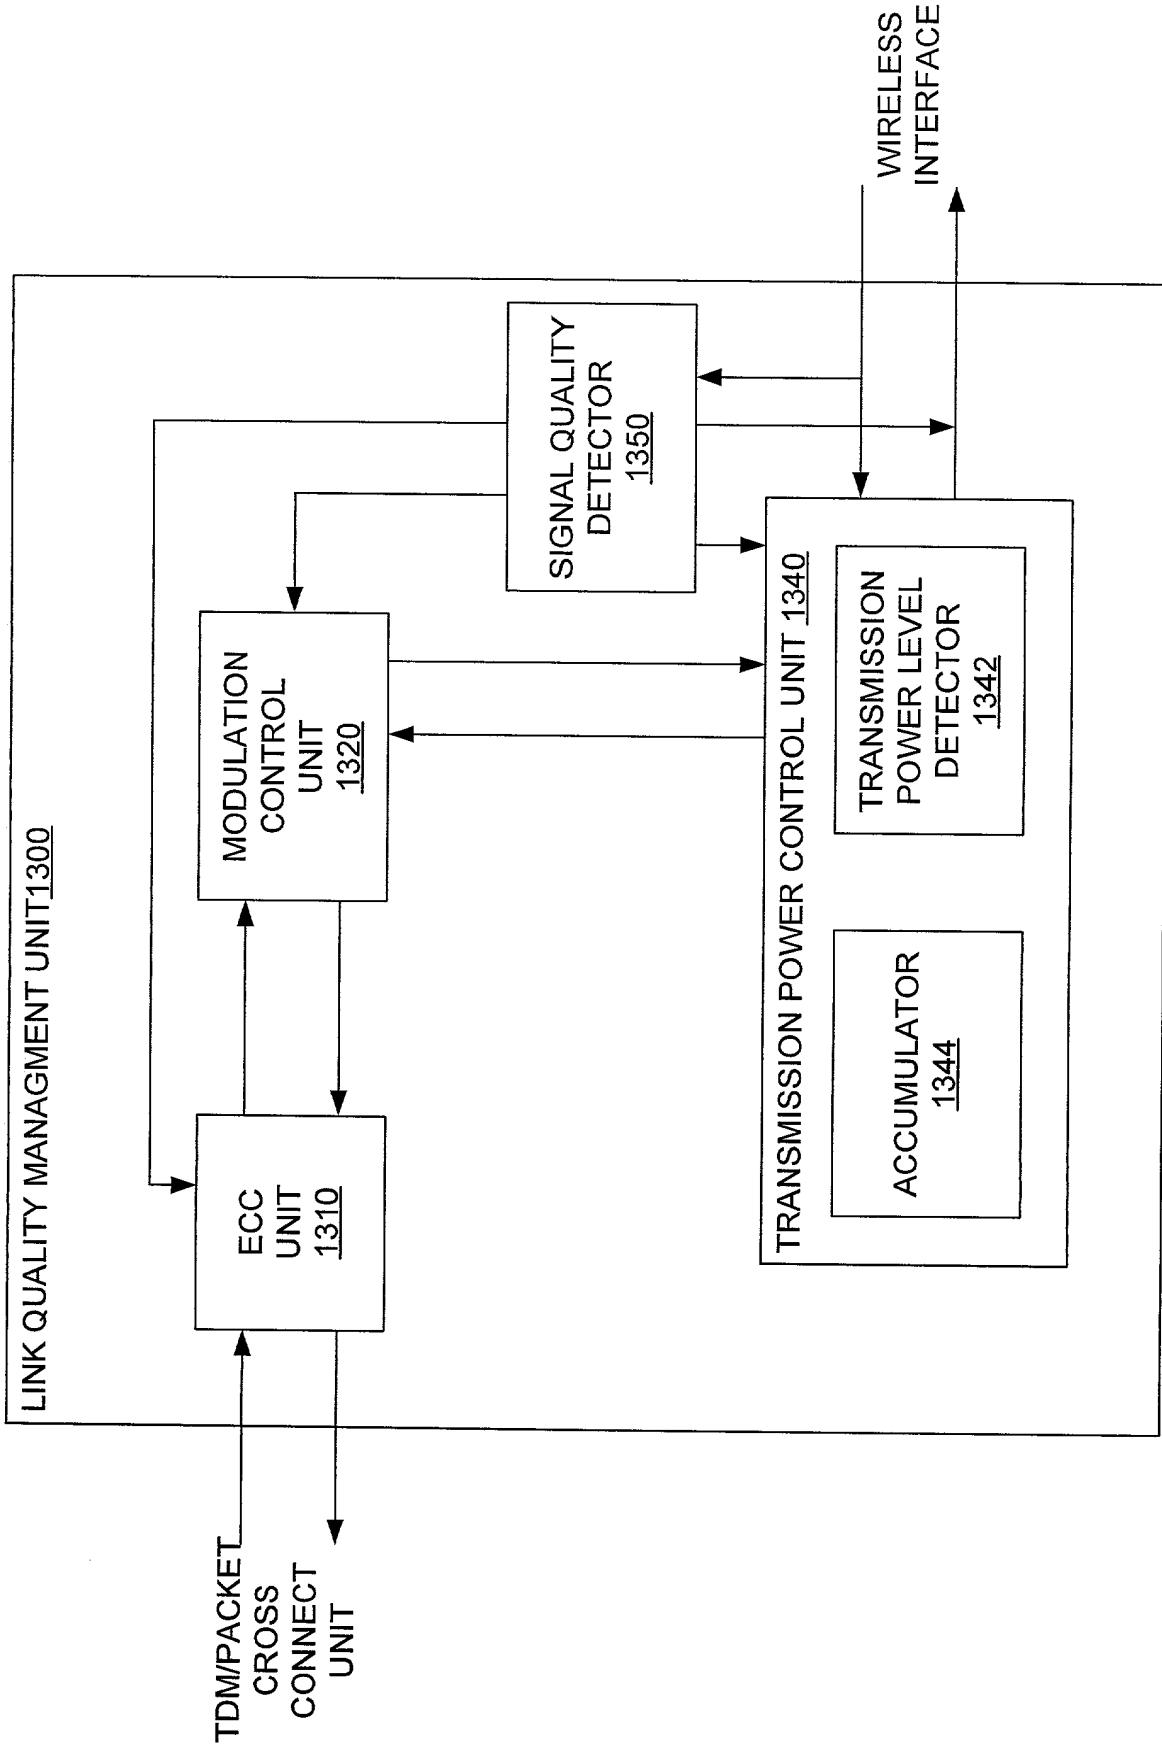 LINK QUALITY MANAGMENT UNIT1300
TDM/PACKET
CROSS
CONNECT
UNIT
ECC
UNIT
1310
MODULATION
CONTROL
UNIT
1320
SIGNAL QUALITY
DETECTOR
1350
TRANSMISSION POWER CONTROL UNIT 1340
ACCUMULATOR
1344
TRANSMISSION
POWER LEVEL
DETECTOR
1342
WIRELESS
INTERFACE